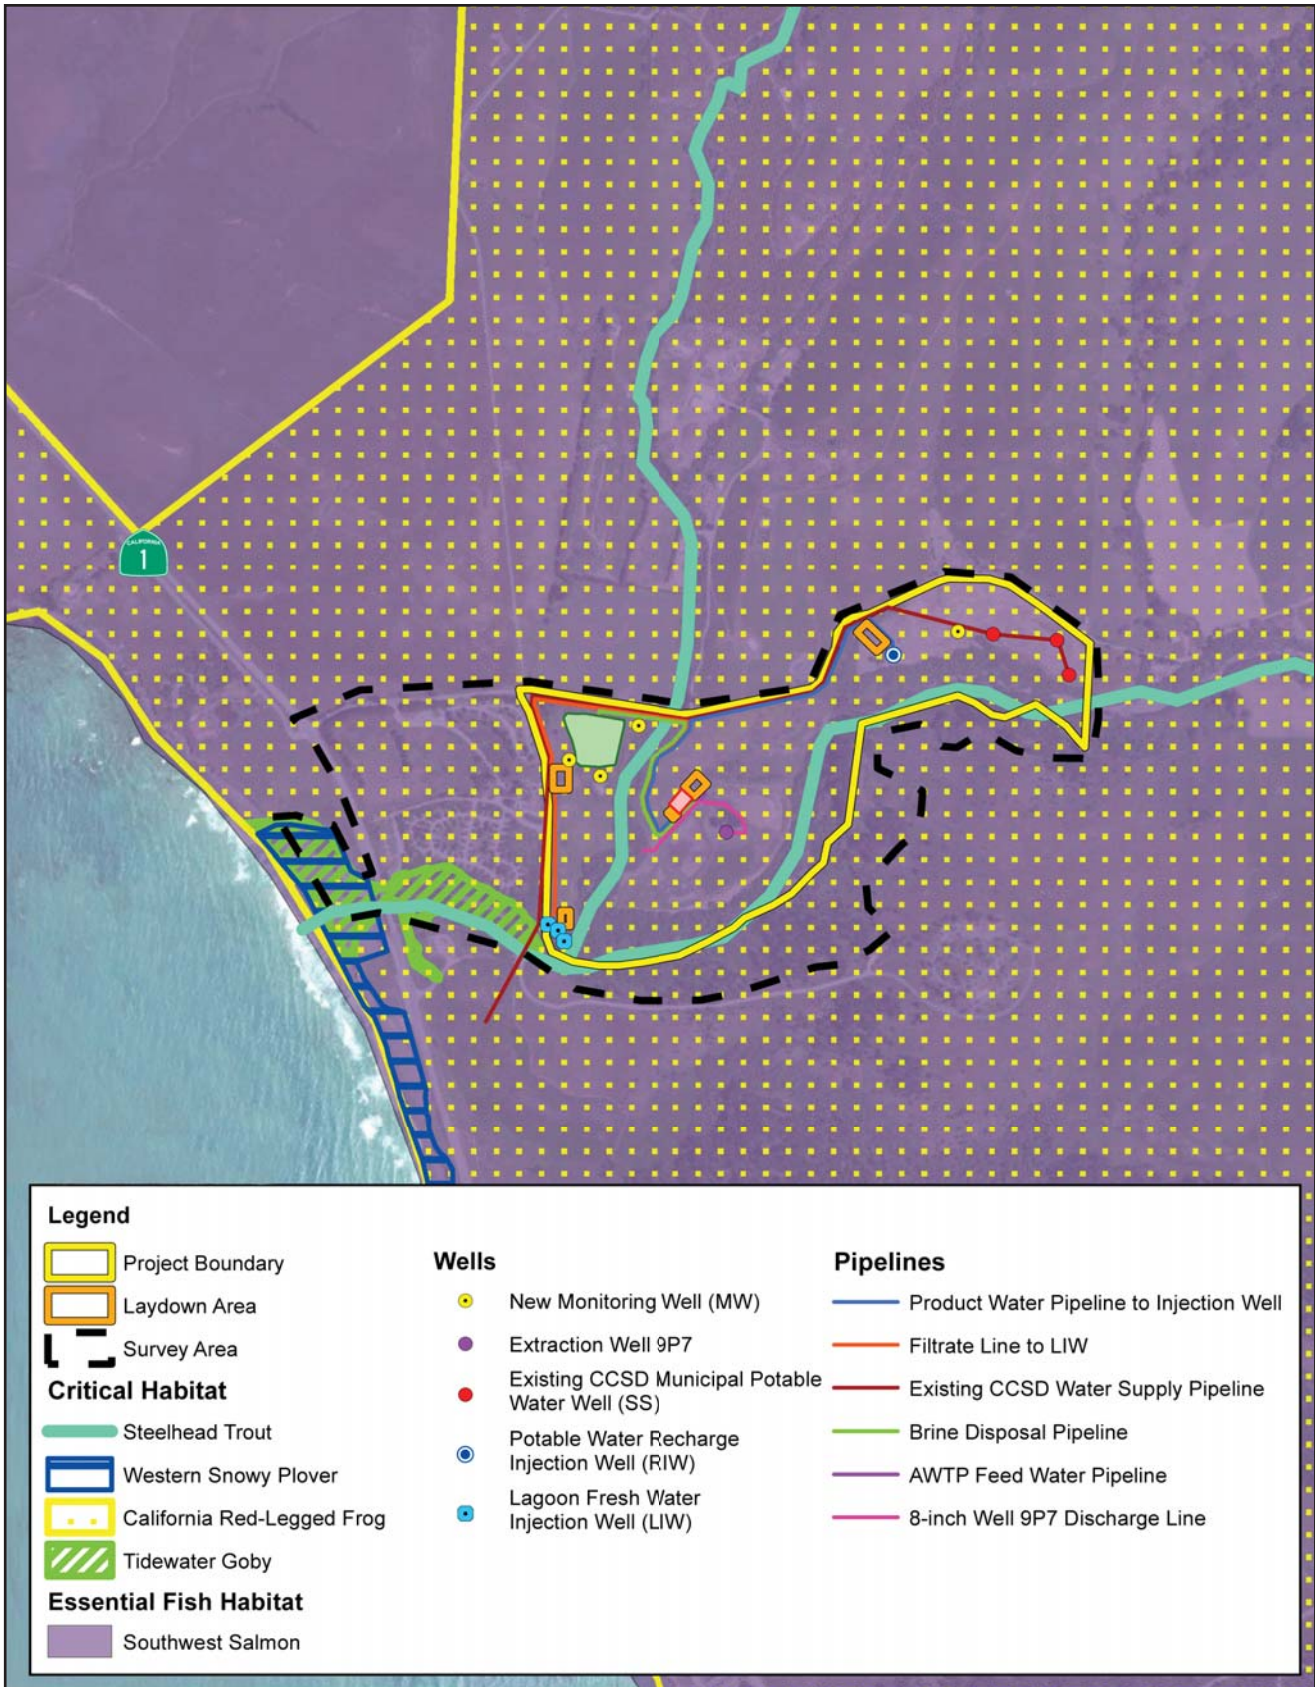 CALIFORNIA
1
Legend
Project Boundary
Laydown Area
Survey Area
Critical Habitat
Steelhead Trout
Western Snowy Plover
California Red-Legged Frog
Tidewater Goby
Essential Fish Habitat
Southwest Salmon
Wells
New Monitoring Well (MW)
Extraction Well 9P7
Existing CCSD Municipal Potable
Water Well (SS)
Potable Water Recharge
Injection Well (RIW)
Lagoon Fresh Water
Injection Well (LIW)
Pipelines
Product Water Pipeline to Injection Well
Filtrate Line to LIW
Existing CCSD Water Supply Pipeline
Brine Disposal Pipeline
AWTP Feed Water Pipeline
8-inch Well 9P7 Discharge Line